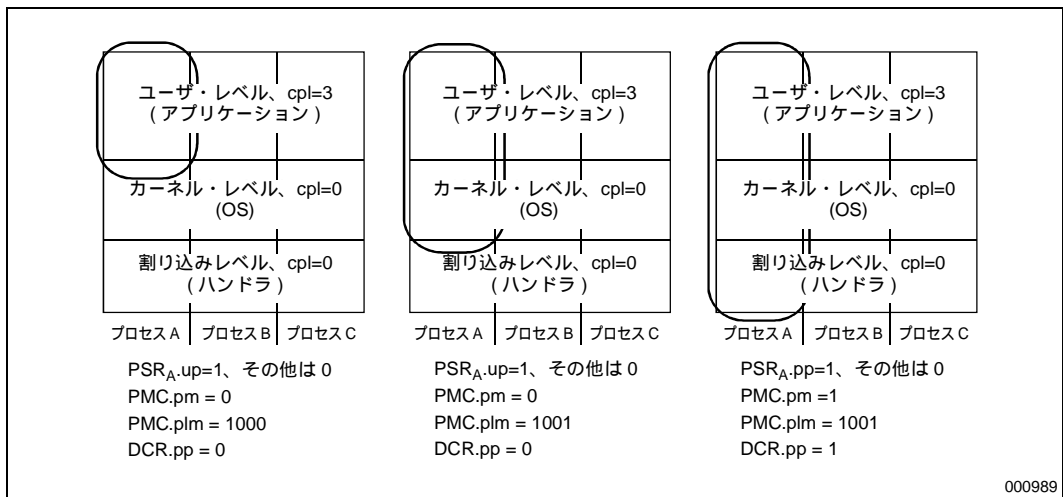 ユーザ・レベル、cpl=3
(アプリケーション)
カーネル・レベル、cpl=0
(OS)
割り込みレベル、cpl=0
(ハンドラ)
プロセスA プロセスB プロセスC
PSRA.up=1、その他は 0
PMC.pm = 0
PMC.plm = 1000
DCR.pp = 0
ユーザ・レベル、cpl=3
(アプリケーション)
カーネル・レベル、cpl=0
(OS)
割り込みレベル、cpl=0
(ハンドラ)
プロセスA プロセスB プロセスC
PSRA.up=1、その他は 0
PMC.pm = 0
PMC.plm = 1001
DCR.pp = 0
ユーザ・レベル、cpl=3
(アプリケーション)
カーネル・レベル、cpl=0
(OS)
割り込みレベル、cpl=0
(ハンドラ)
プロセスA プロセスB プロセスC
PSRA.pp=1、その他は 0
PMC.pm =1
PMC.plm = 1001
DCR.pp = 1
000989